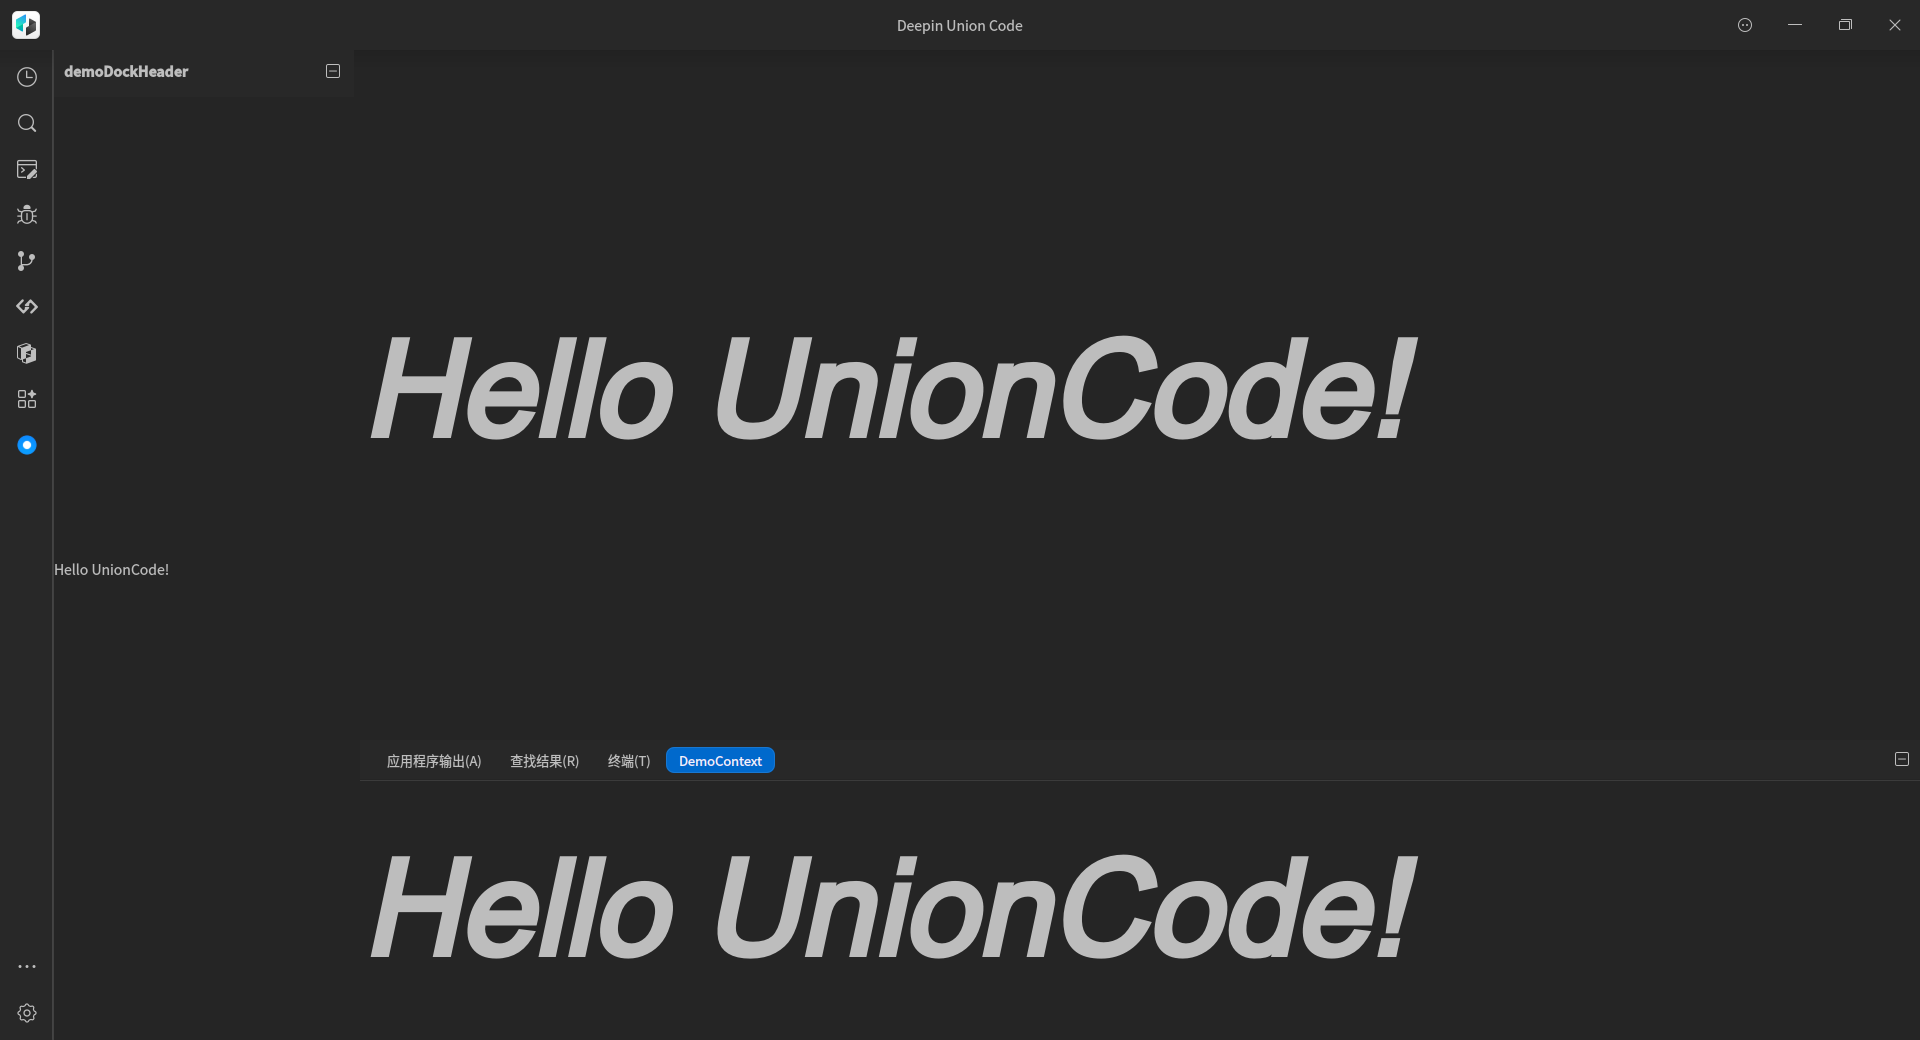 Deepin Union Code
demoDockHeader
Hello UnionCode!
Hello UnionCode!
应用程序输出(A) 查找结果(R) 终端(T) DemoContext
Hello UnionCode!